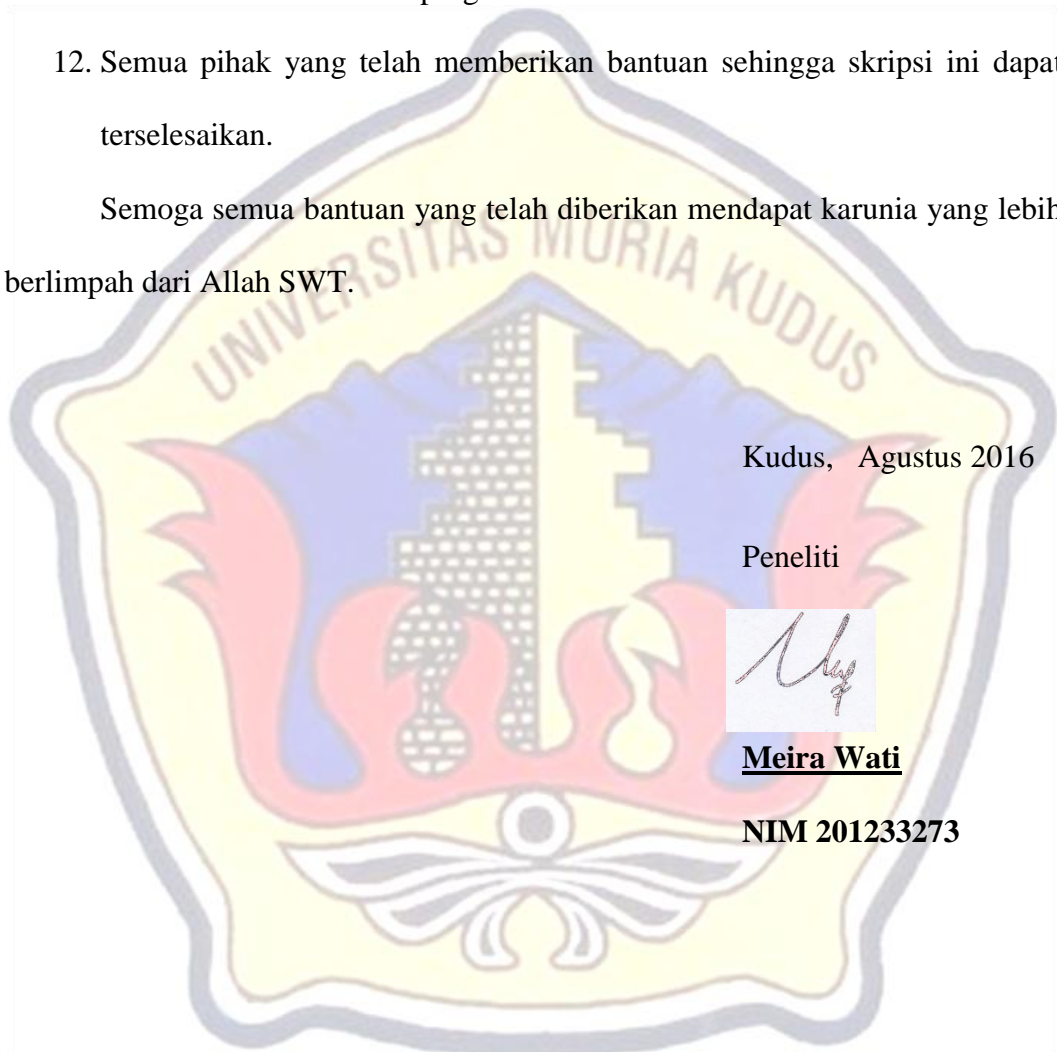 12. Semua pihak yang telah memberikan bantuan sehingga skripsi ini dapat
terselesaikan.
Semoga semua bantuan yang telah diberikan mendapat karunia yang lebih
berlimpah dari Allah SWT.
UNIVERSITAS MURIA KUDUS
Kudus, Agustus 2016
Peneliti
Meira Wati
NIM 201233273